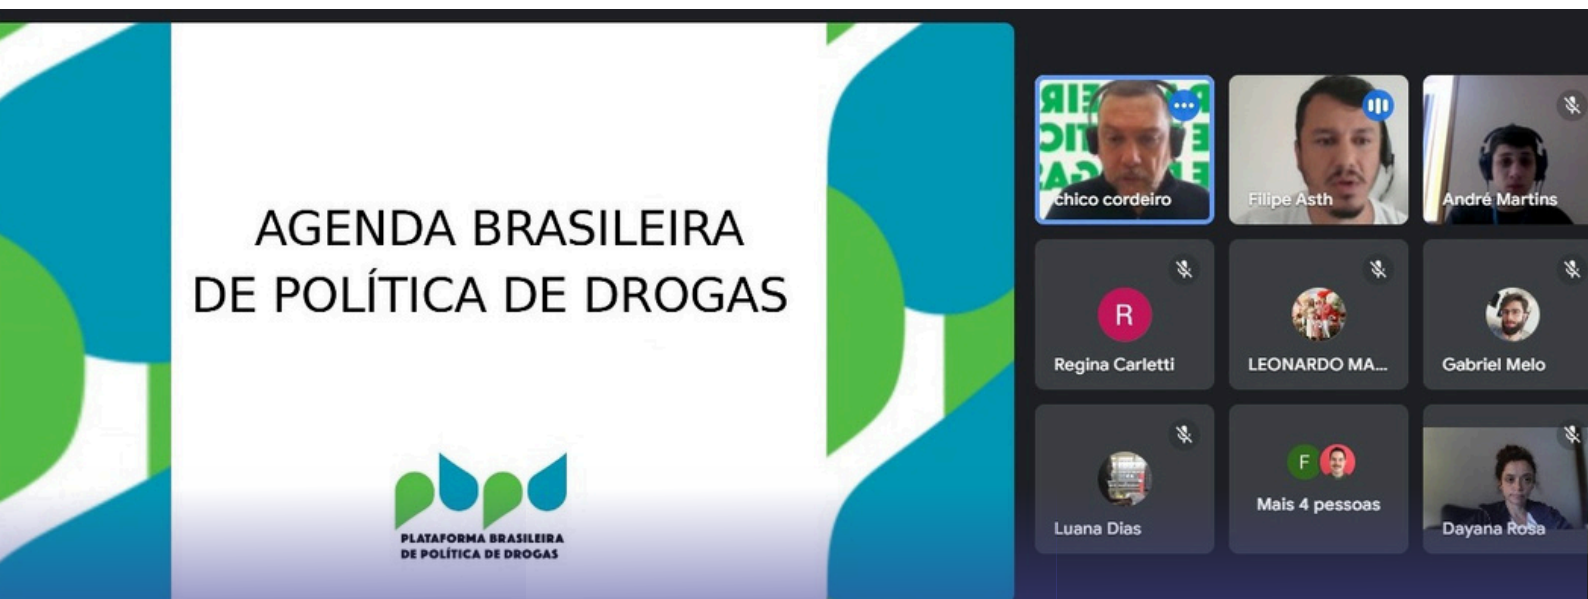 AGENDA BRASILEIRA
DE POLÍTICA DE DROGAS
PLATAFORMA BRASILEIRA
DE POLÍTICA DE DROGAS
chico cordeiro
Filipe Asth
André Martins
R
Regina Carletti
LEONARDO MA...
Gabriel Melo
Luana Dias
F
Mais 4 pessoas
Dayana Rosa